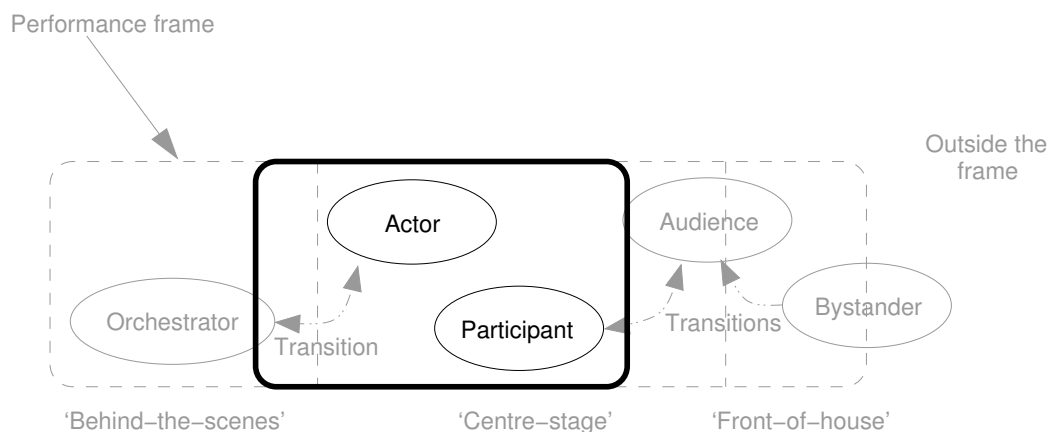 Performance frame
Outside the
frame
Actor
Audience
Orchestrator
Participant
Bystander
Transition
Transitions
‘Behind−the−scenes’
‘Centre−stage’
‘Front−of−house’